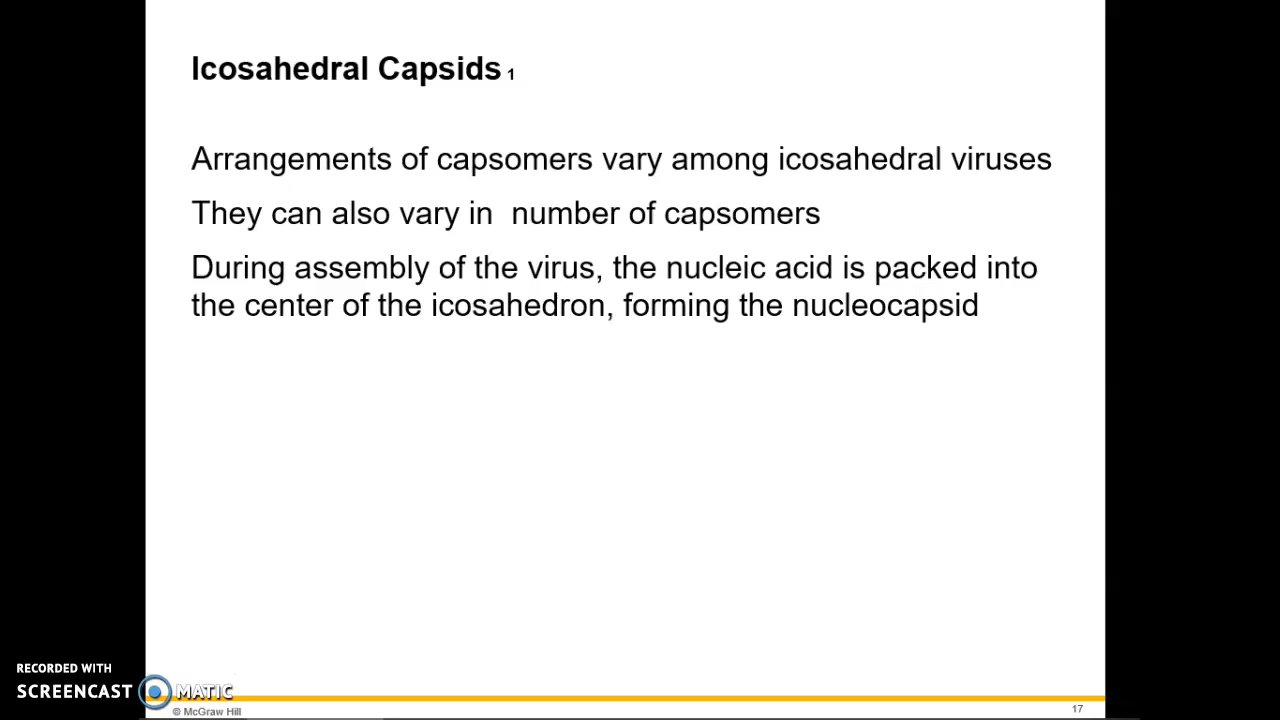 Icosahedral Capsids 1
Arrangements of capsomers vary among icosahedral viruses
They can also vary in  number of capsomers
During assembly of the virus, the nucleic acid is packed into
the center of the icosahedron, forming the nucleocapsid
RECORDED WITH
SCREENCAST MATIC
© McGraw Hill
17